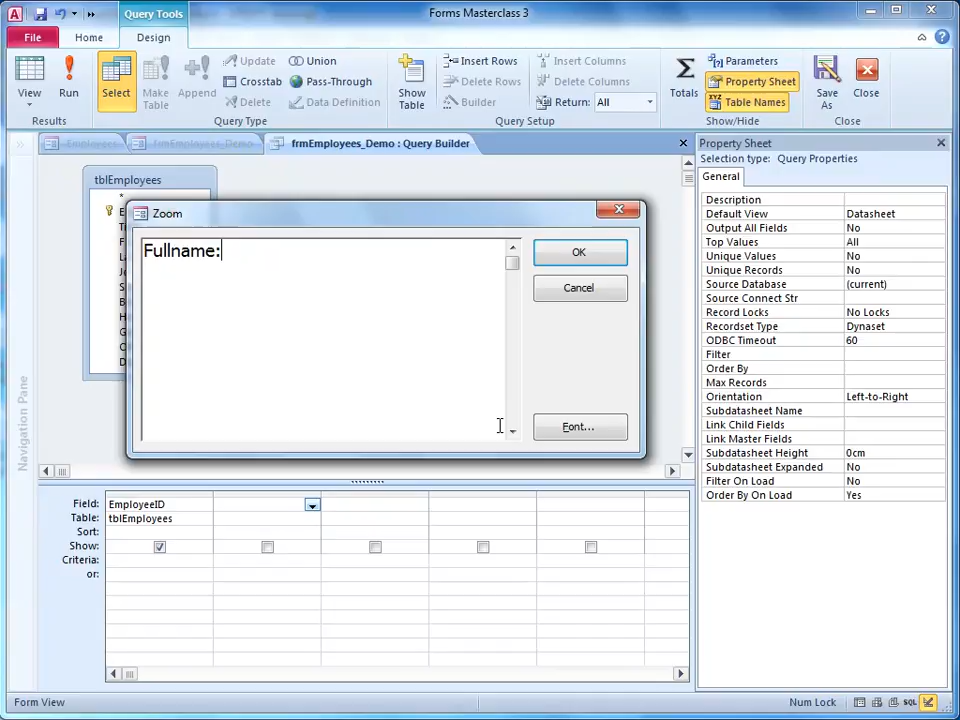 Query Tools
Forms Masterclass 3
File
Home
Design
View
Run
Results
Select
Make Table
Append
Update
Crosstab
Delete
Union
Pass-Through
Data Definition
Query Type
Show Table
Insert Rows
Delete Rows
Builder
Insert Columns
Delete Columns
Return: All
Query Setup
Totals
Parameters
Property Sheet
Table Names
Show/Hide
Save As
Close
Close
Employees
frmEmployees_Demo
frmEmployees_Demo : Query Builder
tblEmployees
*
Zoom
Fullname:
OK
Cancel
Font...
Navigation Pane
Field: EmployeeID
Table: tblEmployees
Sort:
Show:
Criteria:
or:
Property Sheet
Selection type: Query Properties
General
Description
Default View Datasheet
Output All Fields No
Top Values All
Unique Values No
Unique Records No
Source Database (current)
Source Connect Str
Record Locks No Locks
Recordset Type Dynaset
ODBC Timeout 60
Filter
Order By
Max Records
Orientation Left-to-Right
Subdatasheet Name
Link Child Fields
Link Master Fields
Subdatasheet Height 0cm
Subdatasheet Expanded No
Filter On Load No
Order By On Load Yes
Form View
Num Lock
SQL